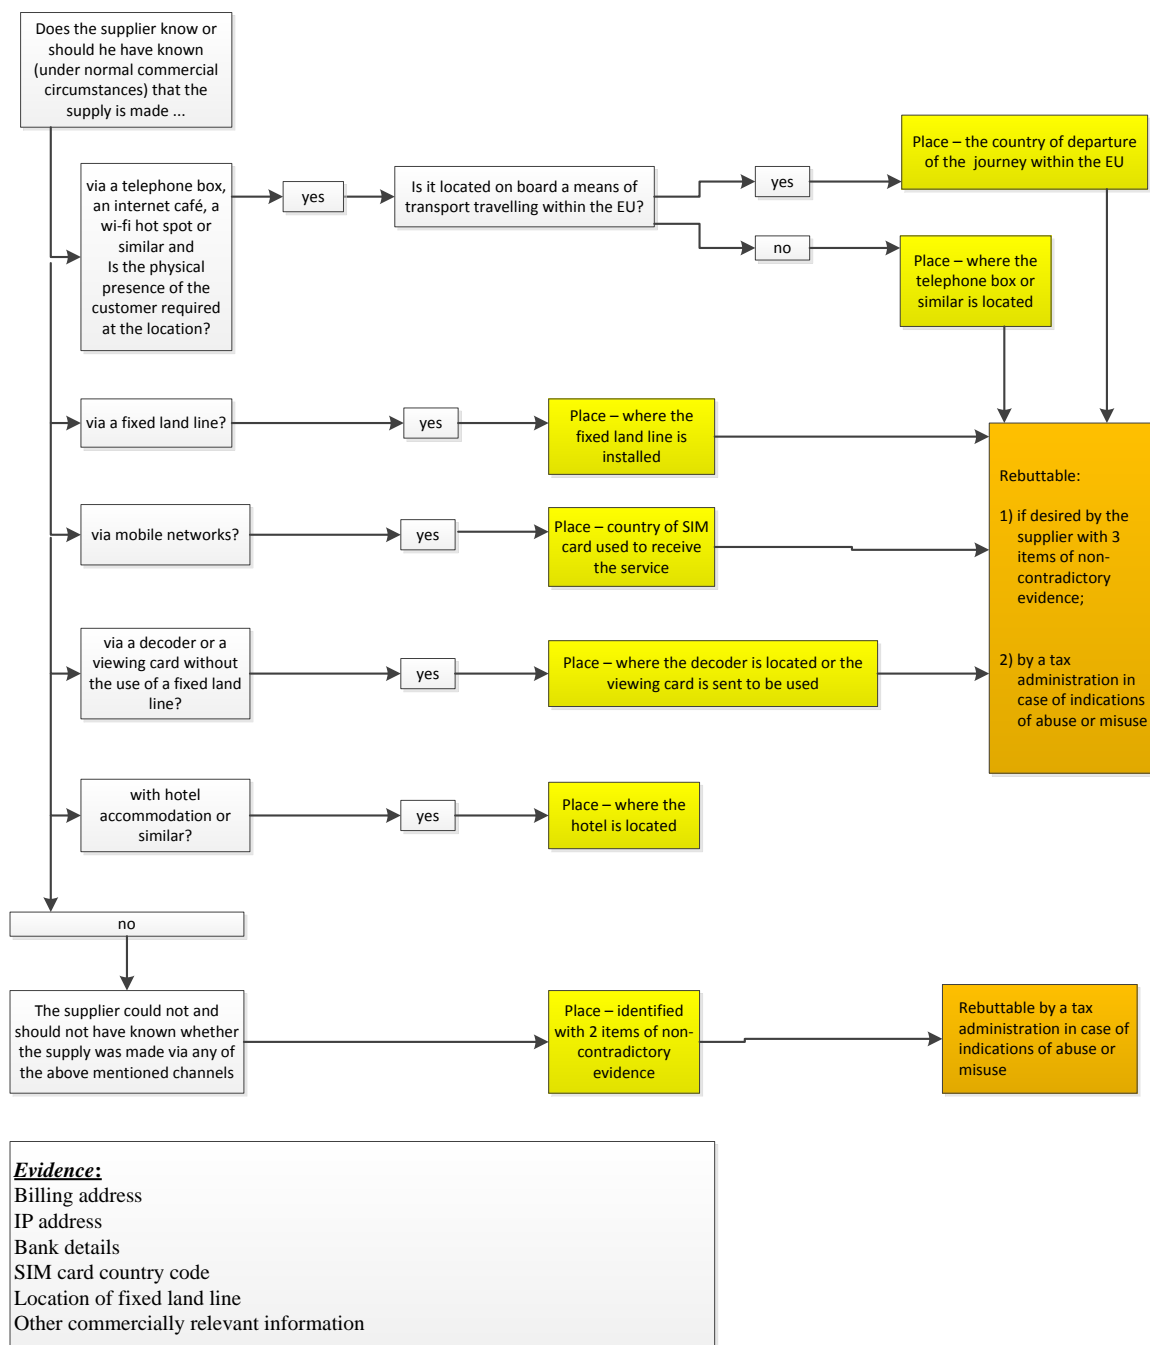 Does the supplier know or
should he have known
(under normal commercial
circumstances) that the
supply is made ...
via a telephone box,
an internet café, a
wi-fi hot spot or
similar and
Is the physical
presence of the
customer required
at the location?
yes
Is it located on board a means of
transport travelling within the EU?
yes
Place – the country of departure
of the  journey within the EU
no
Place – where the
telephone box or
similar is located
via a fixed land line?
yes
Place – where the
fixed land line is
installed
via mobile networks?
yes
Place – country of SIM
card used to receive
the service
via a decoder or a
viewing card without
the use of a fixed land
line?
yes
Place – where the decoder is located or the
viewing card is sent to be used
Rebuttable:
1) if desired by the
supplier with 3
items of non-
contradictory
evidence;
2) by a tax
administration in
case of indications
of abuse or misuse
with hotel
accommodation or
similar?
yes
Place – where the
hotel is located
no
The supplier could not and
should not have known whether
the supply was made via any of
the above mentioned channels
Place – identified
with 2 items of non-
contradictory
evidence
Rebuttable by a tax
administration in case of
indications of abuse or
misuse
Evidence:
Billing address
IP address
Bank details
SIM card country code
Location of fixed land line
Other commercially relevant information